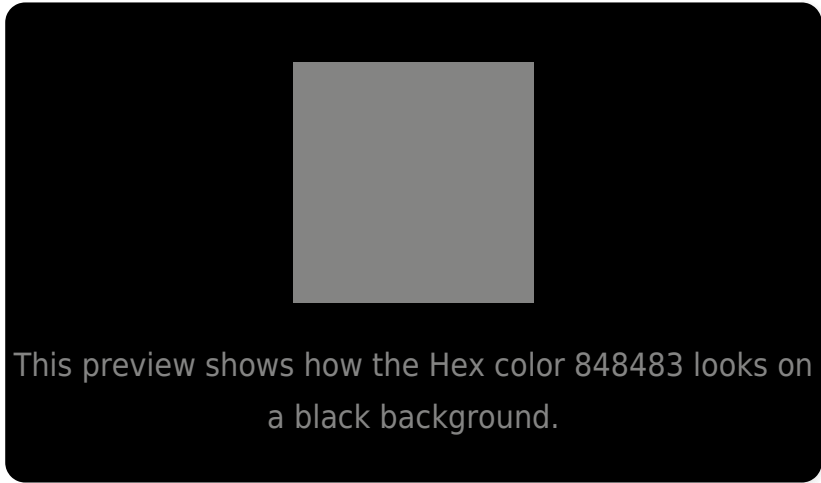 This preview shows how the Hex color 848483 looks on
a black background.